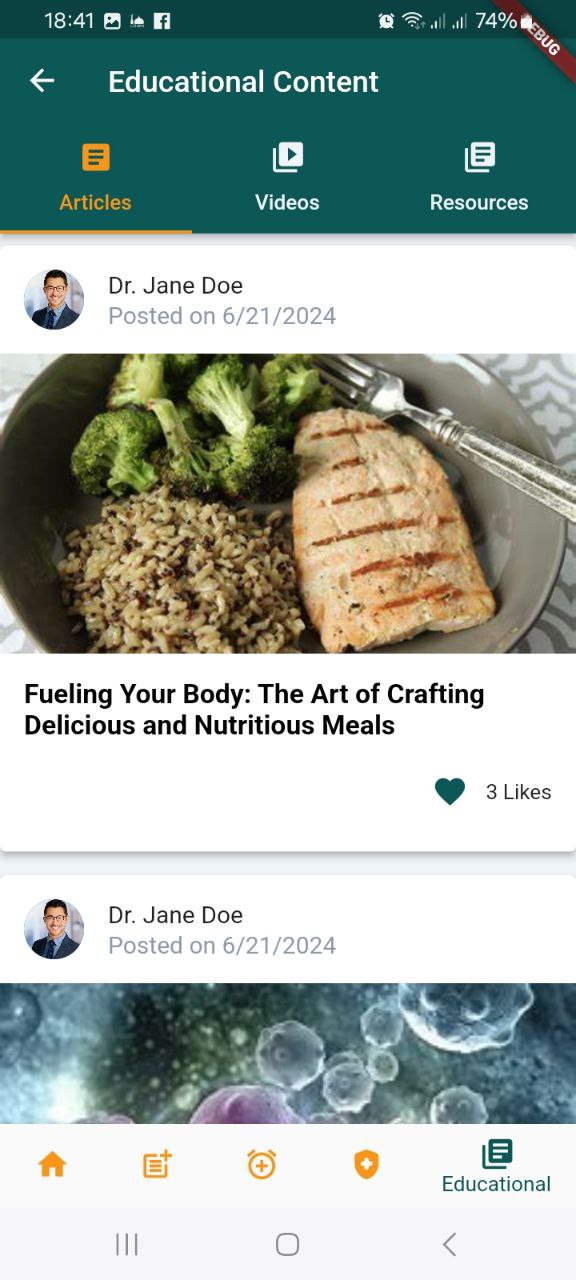 18:41
74%
EBUG
Educational Content
Articles
Videos
Resources
Dr. Jane Doe
Posted on 6/21/2024
Fueling Your Body: The Art of Crafting
Delicious and Nutritious Meals
3 Likes
Dr. Jane Doe
Posted on 6/21/2024
Educational